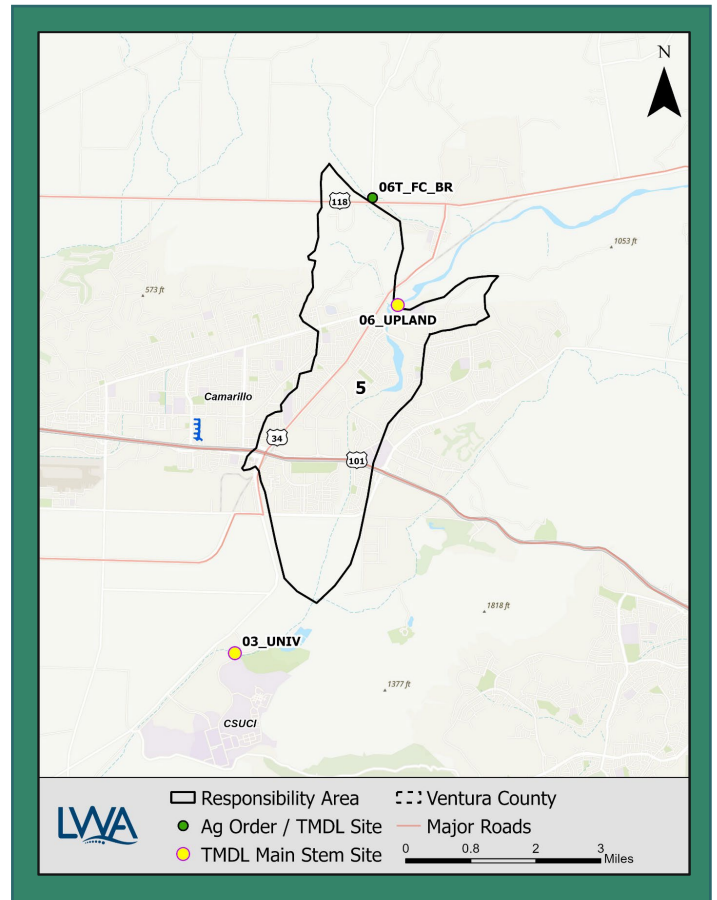 N
06T_FC_BR
118
1053 ft
573 ft
06_UPLAND
5
Camarillo
34
101
1818 ft
03_UNIV
1377 ft
CSUCI
LWA
Responsibility Area
Ventura County
Ag Order / TMDL Site
Major Roads
TMDL Main Stem Site
0 0.8 2 3
Miles